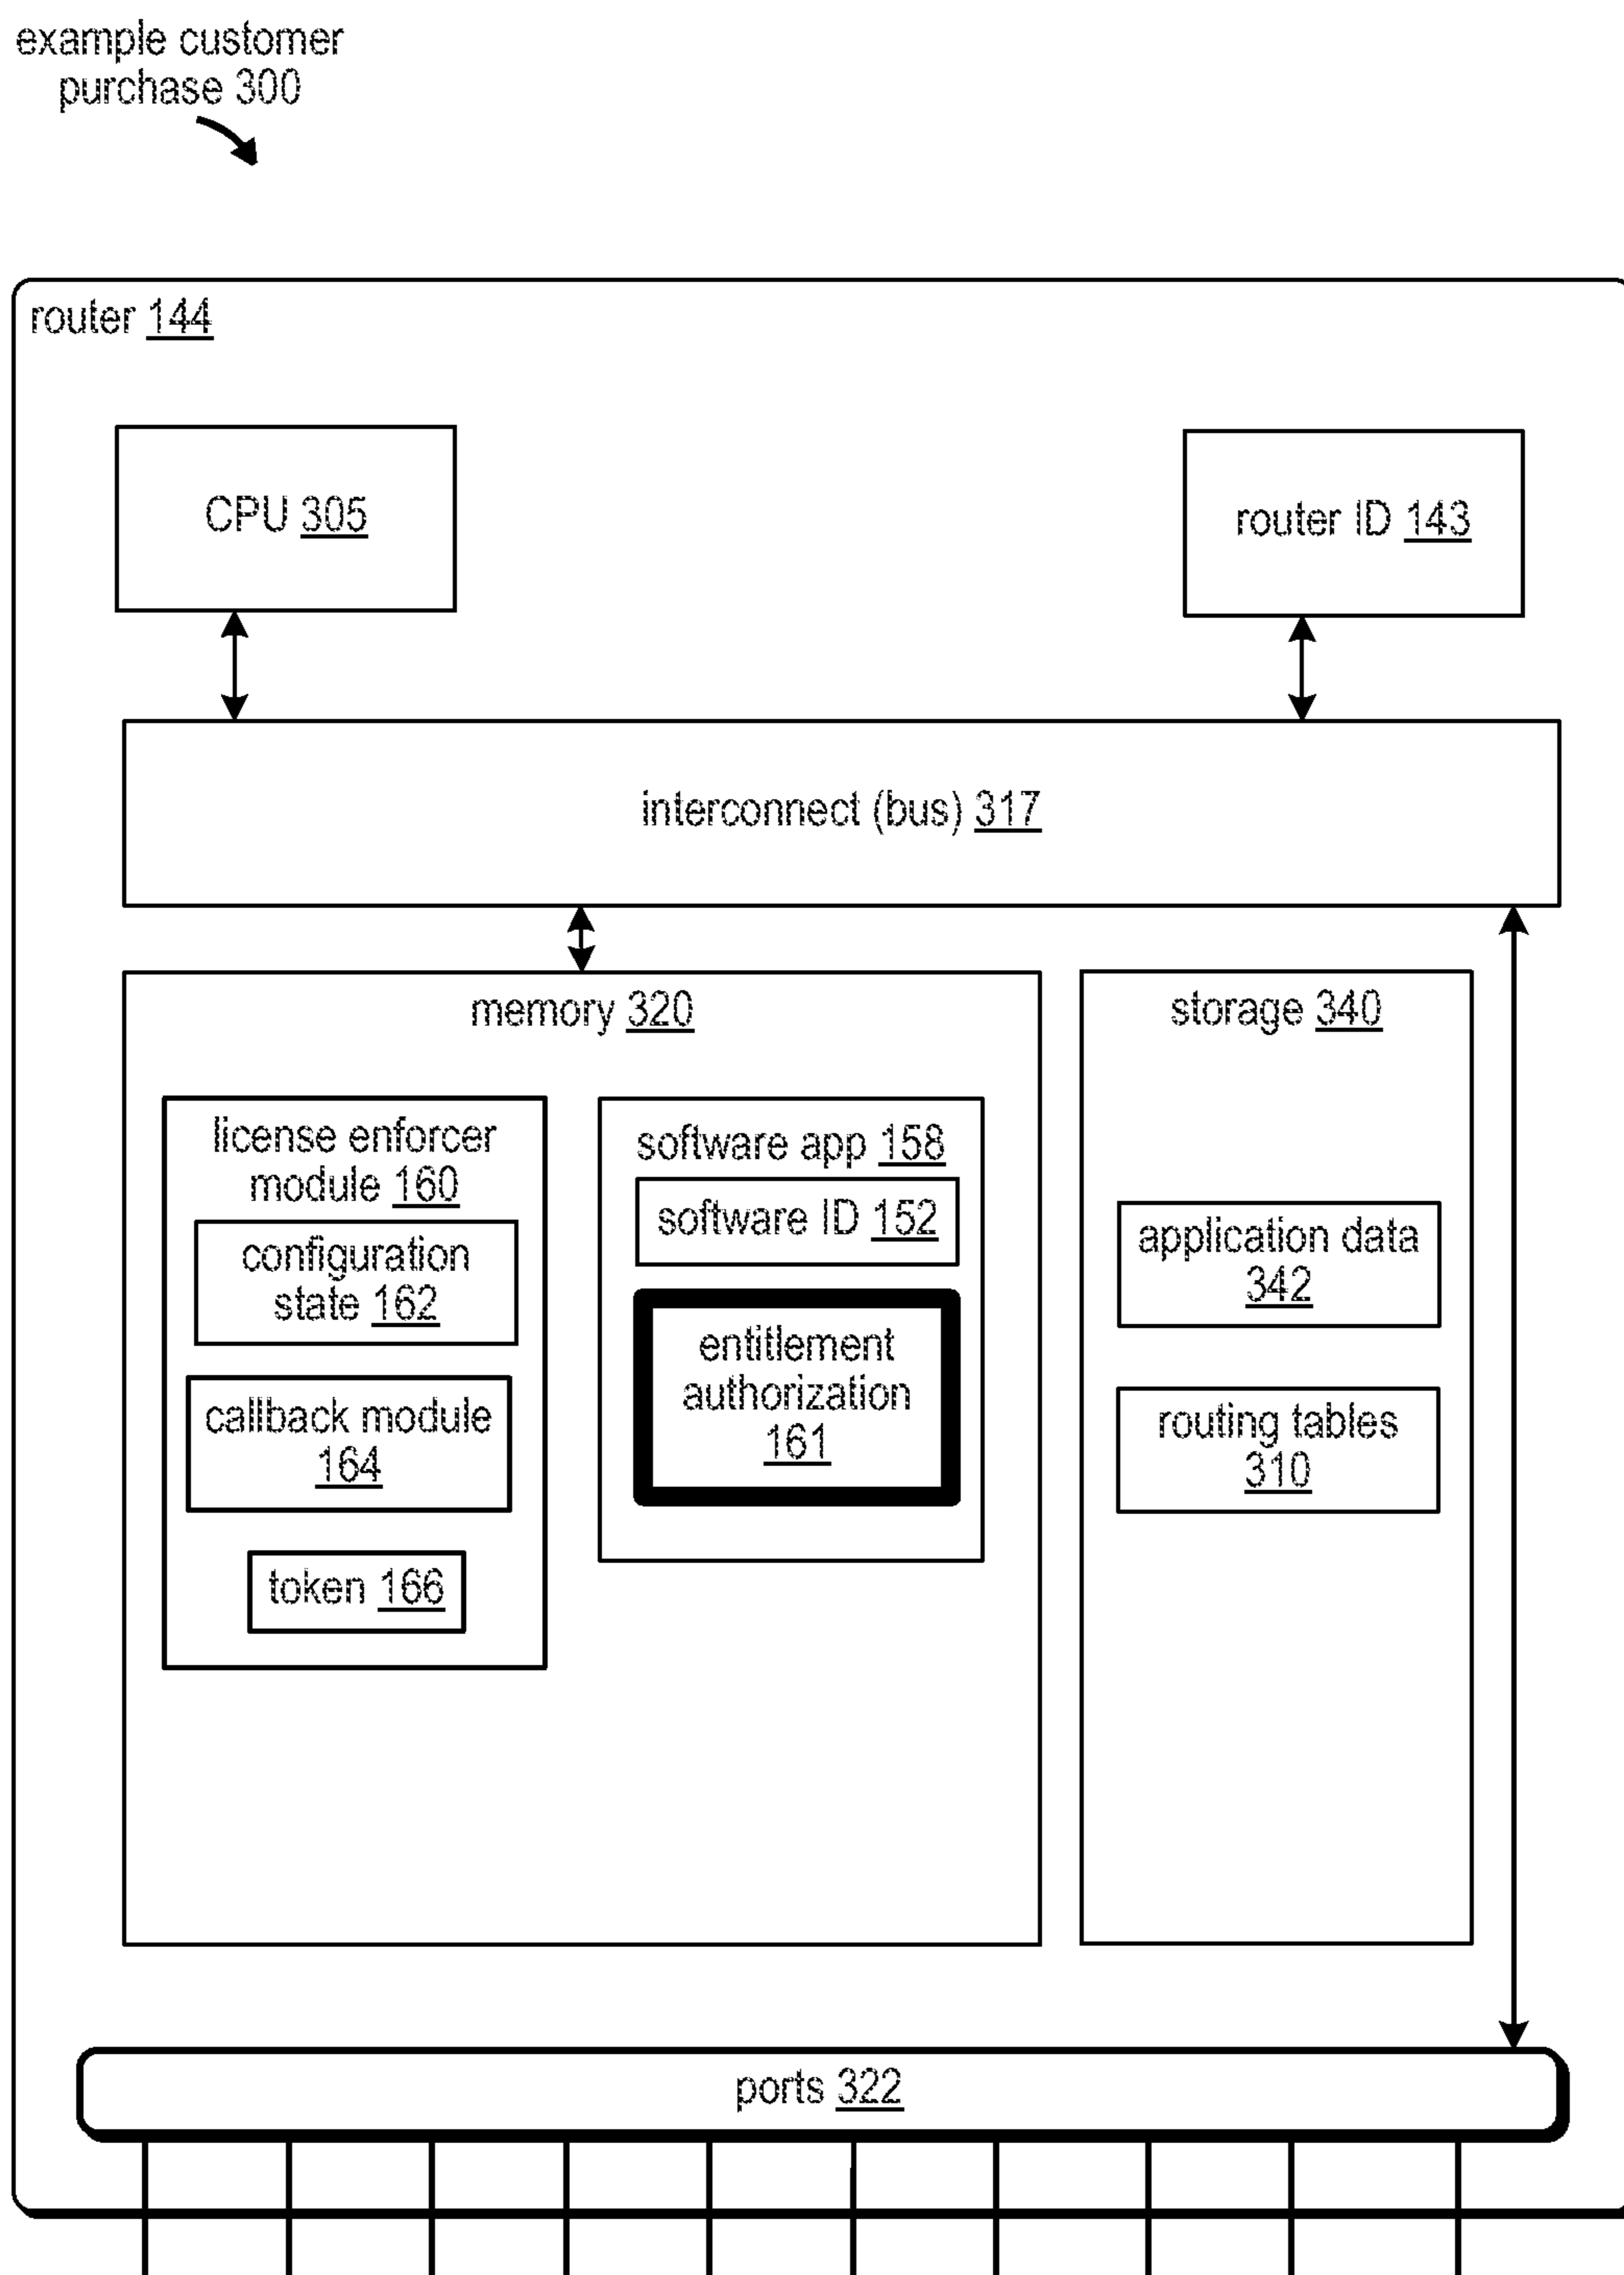 example customer
purchase 300
router 144
CPU 305
router ID 143
interconnect (bus) 317
memory 320
license enforcer
module 160
configuration
state 162
callback module
164
token 166
software app 158
software ID 152
entitlement
authorization
161
storage 340
application data
342
routing tables
310
ports 322